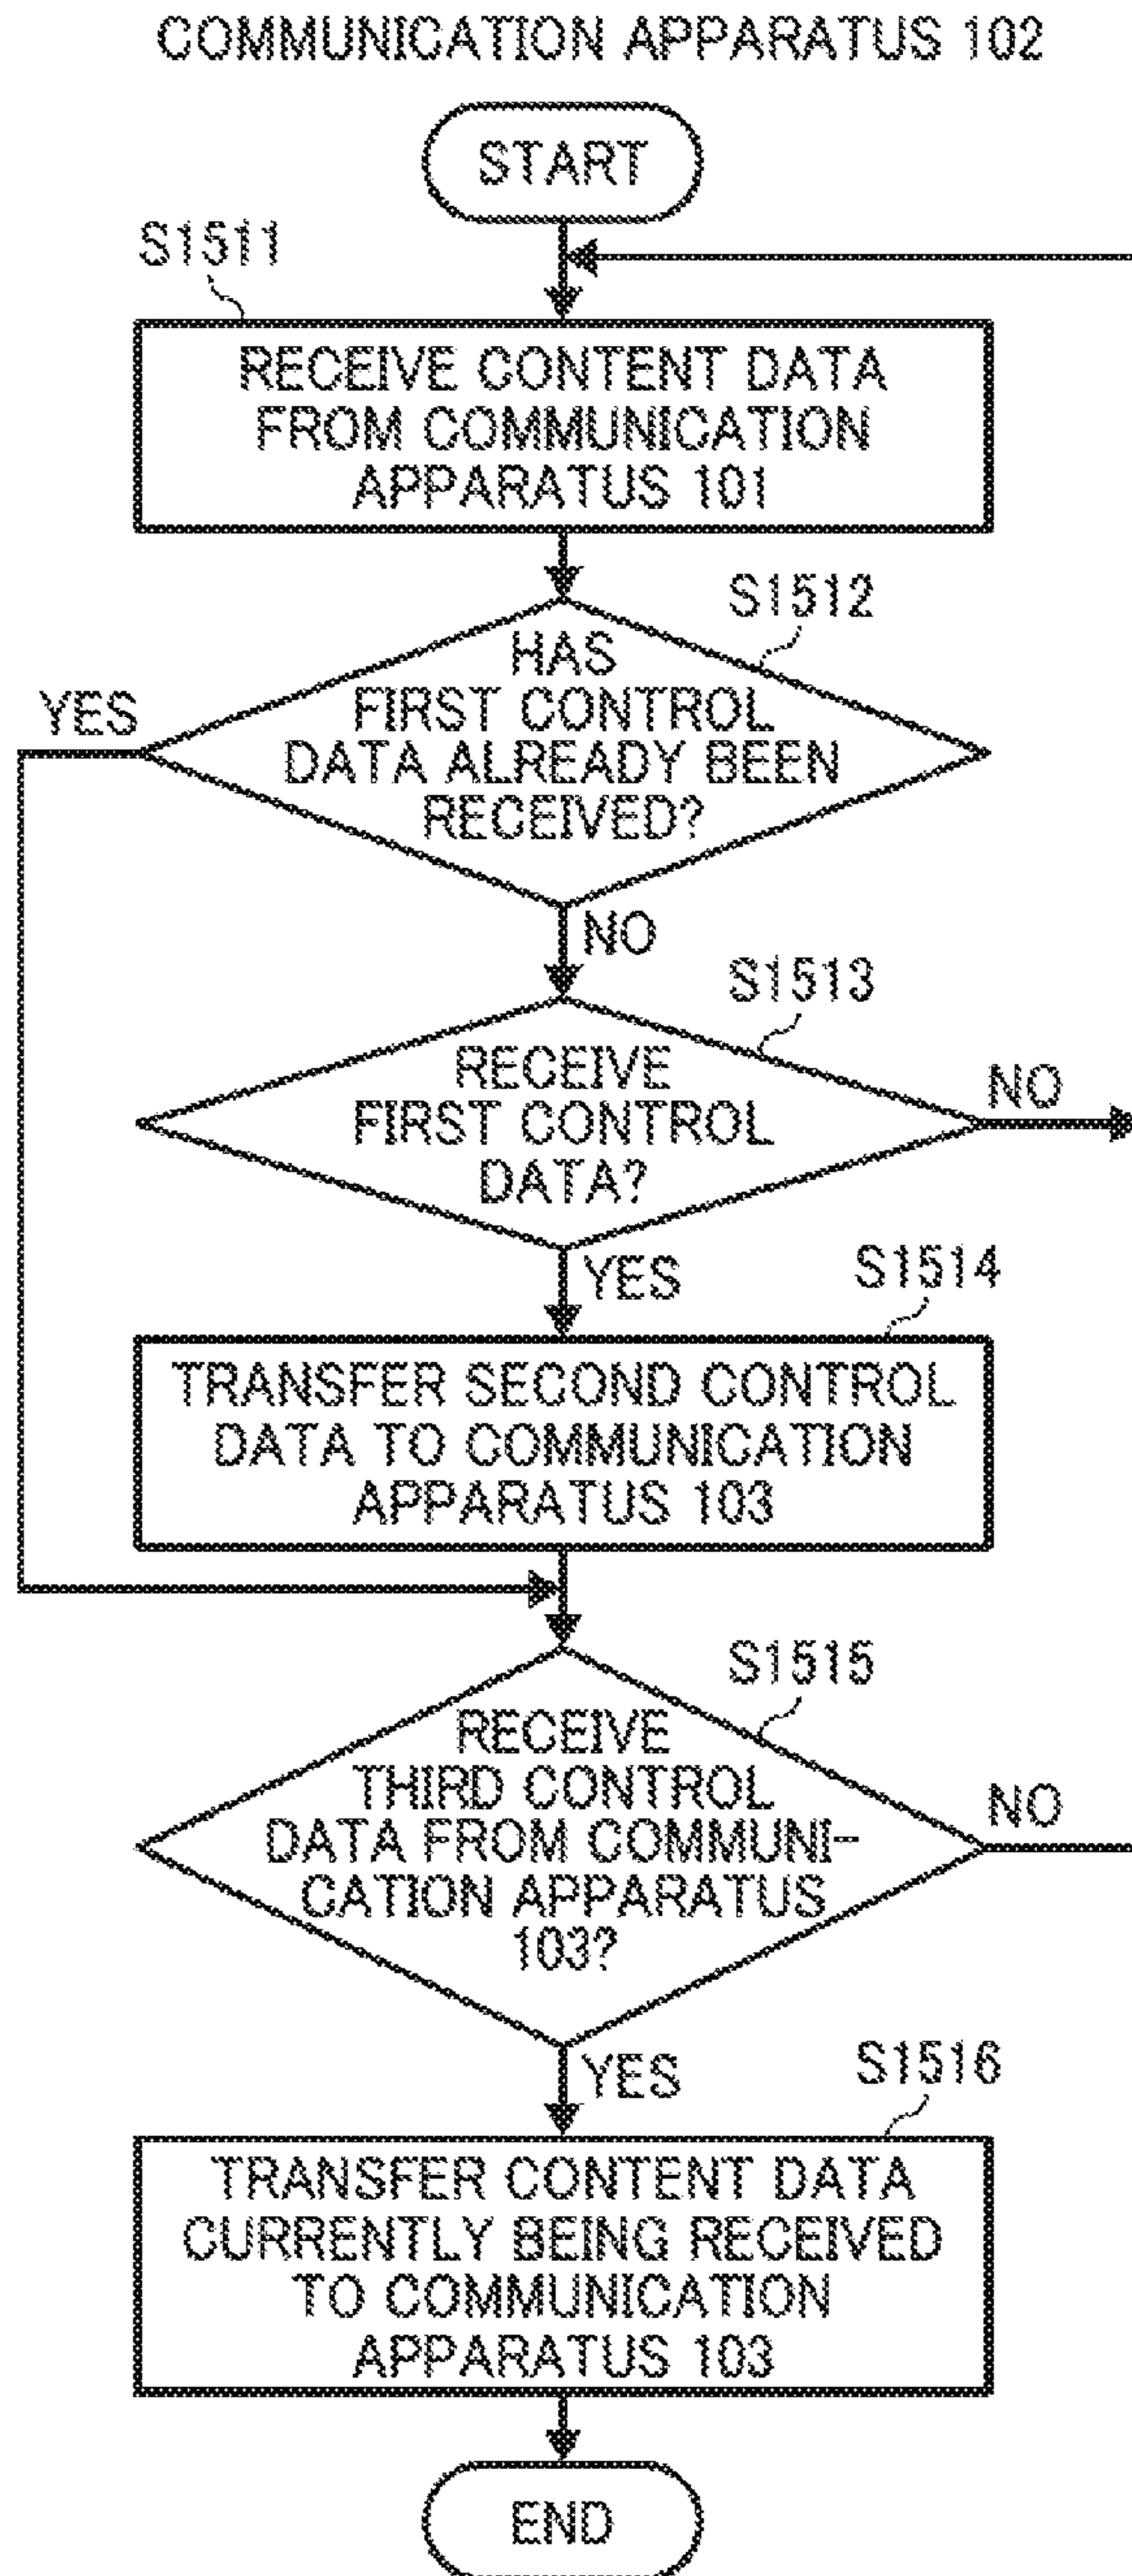 COMMUNICATION APPARATUS 102
START
S1511
RECEIVE CONTENT DATA
FROM COMMUNICATION
APPARATUS 101
S1512
HAS
FIRST CONTROL
DATA ALREADY BEEN
RECEIVED?
YES
NO
S1513
RECEIVE
FIRST CONTROL
DATA?
NO
YES
S1514
TRANSFER SECOND CONTROL
DATA TO COMMUNICATION
APPARATUS 103
S1515
RECEIVE
THIRD CONTROL
DATA FROM COMMUNI-
CATION APPARATUS
103?
NO
YES
S1516
TRANSFER CONTENT DATA
CURRENTLY BEING RECEIVED
TO COMMUNICATION
APPARATUS 103
END